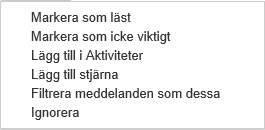 Markera som läst
Markera som icke viktigt
Lägg till i Aktiviteter
Lägg till stjärna
Filtrera meddelanden som dessa
Ignorera